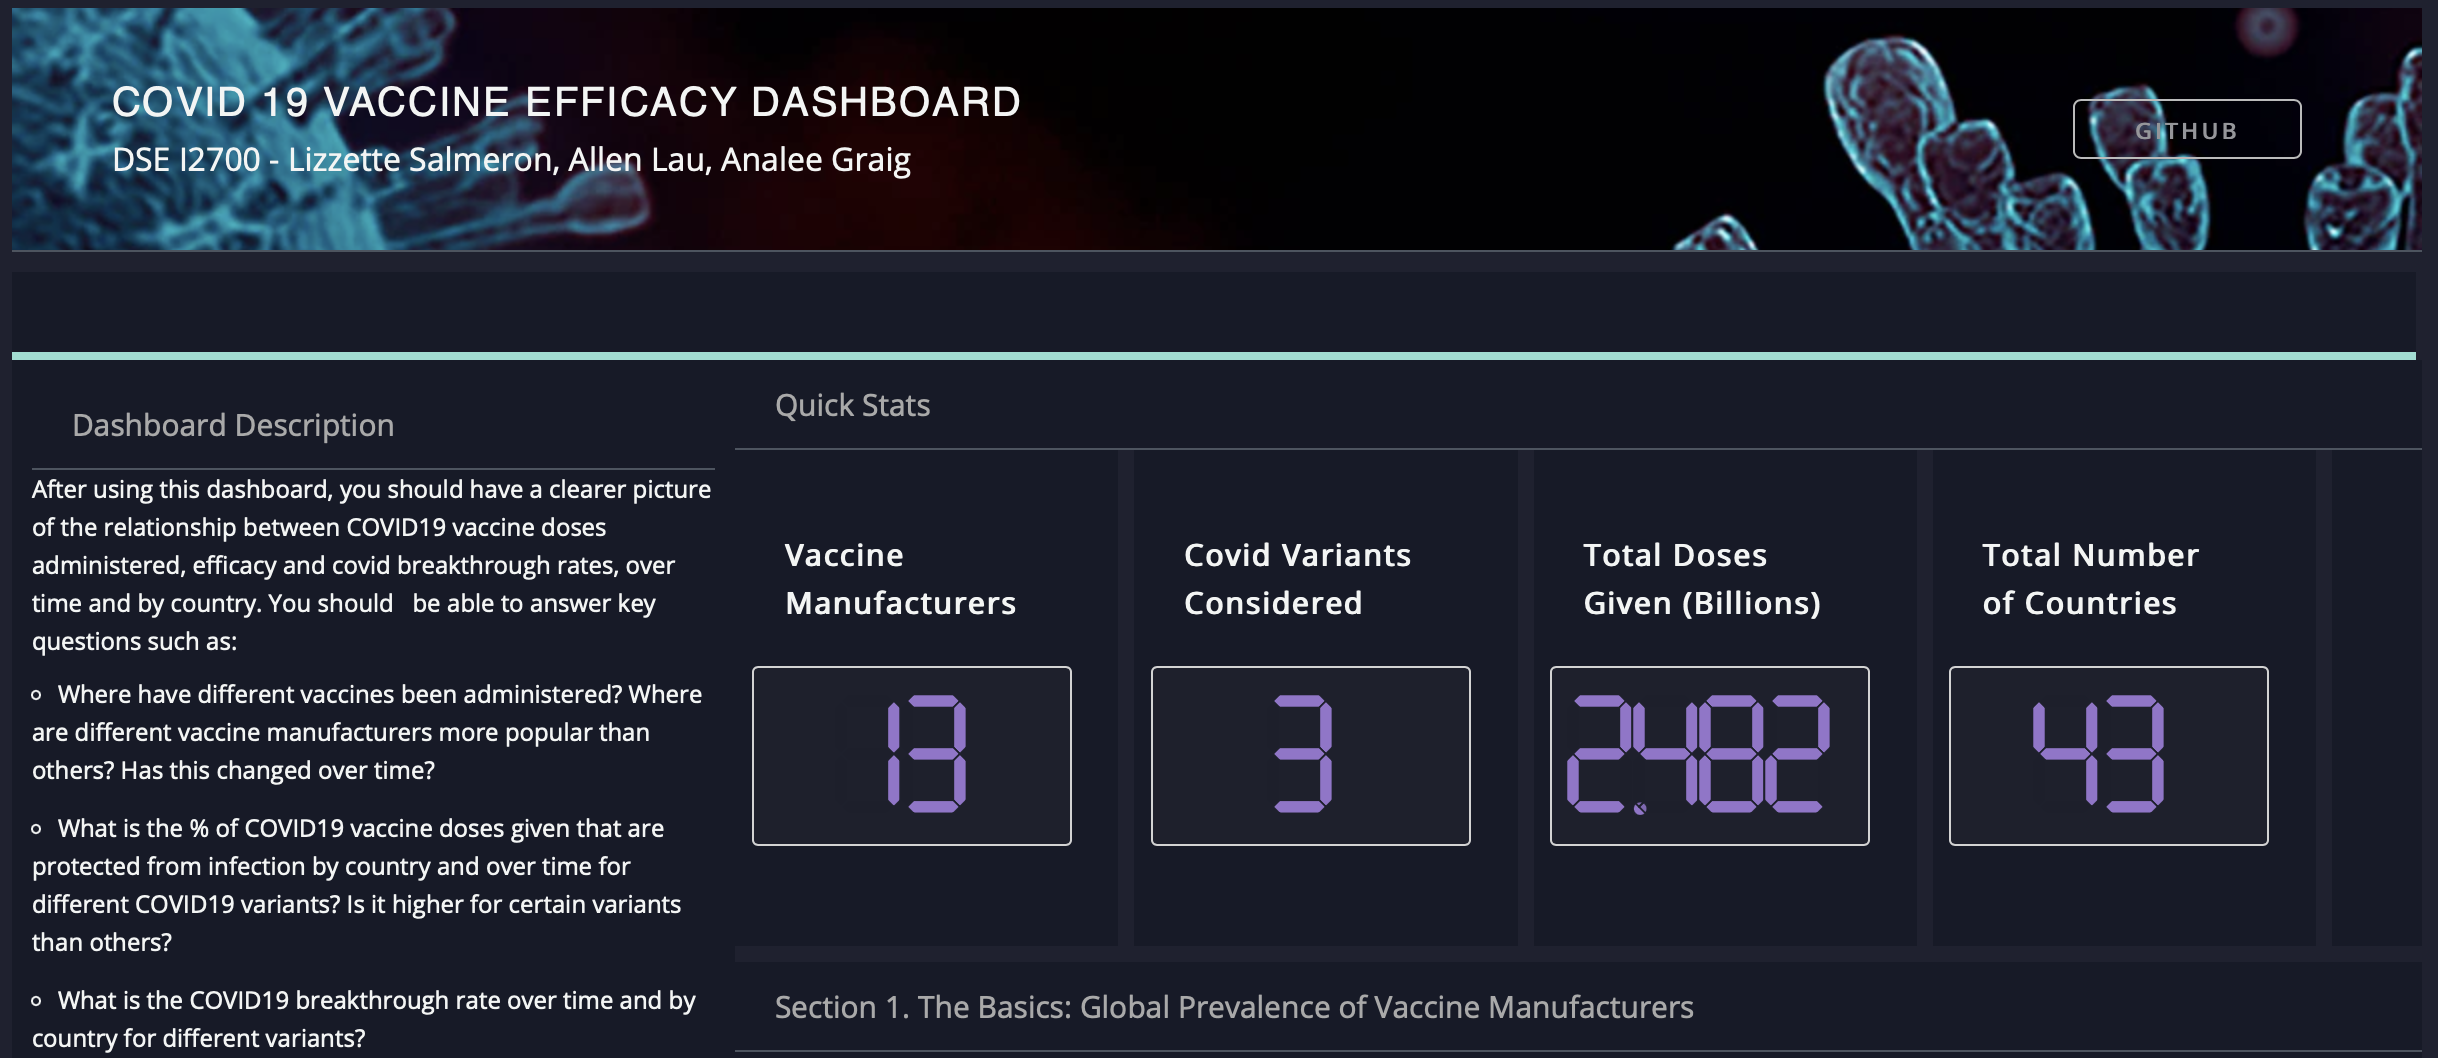 COVID 19 VACCINE EFFICACY DASHBOARD
DSE I2700 - Lizzette Salmeron, Allen Lau, Analee Graig
GITHUB
Dashboard Description
After using this dashboard, you should have a clearer picture
of the relationship between COVID19 vaccine doses
administered, efficacy and covid breakthrough rates, over
time and by country. You should be able to answer key
questions such as:
Where have different vaccines been administered? Where
are different vaccine manufacturers more popular than
others? Has this changed over time?
What is the % of COVID19 vaccine doses given that are
protected from infection by country and over time for
different COVID19 variants? Is it higher for certain variants
than others?
What is the COVID19 breakthrough rate over time and by
country for different variants?
Quick Stats
Vaccine
Manufacturers
13
Covid Variants
Considered
3
Total Doses
Given (Billions)
2.482
Total Number
of Countries
43
Section 1. The Basics: Global Prevalence of Vaccine Manufacturers